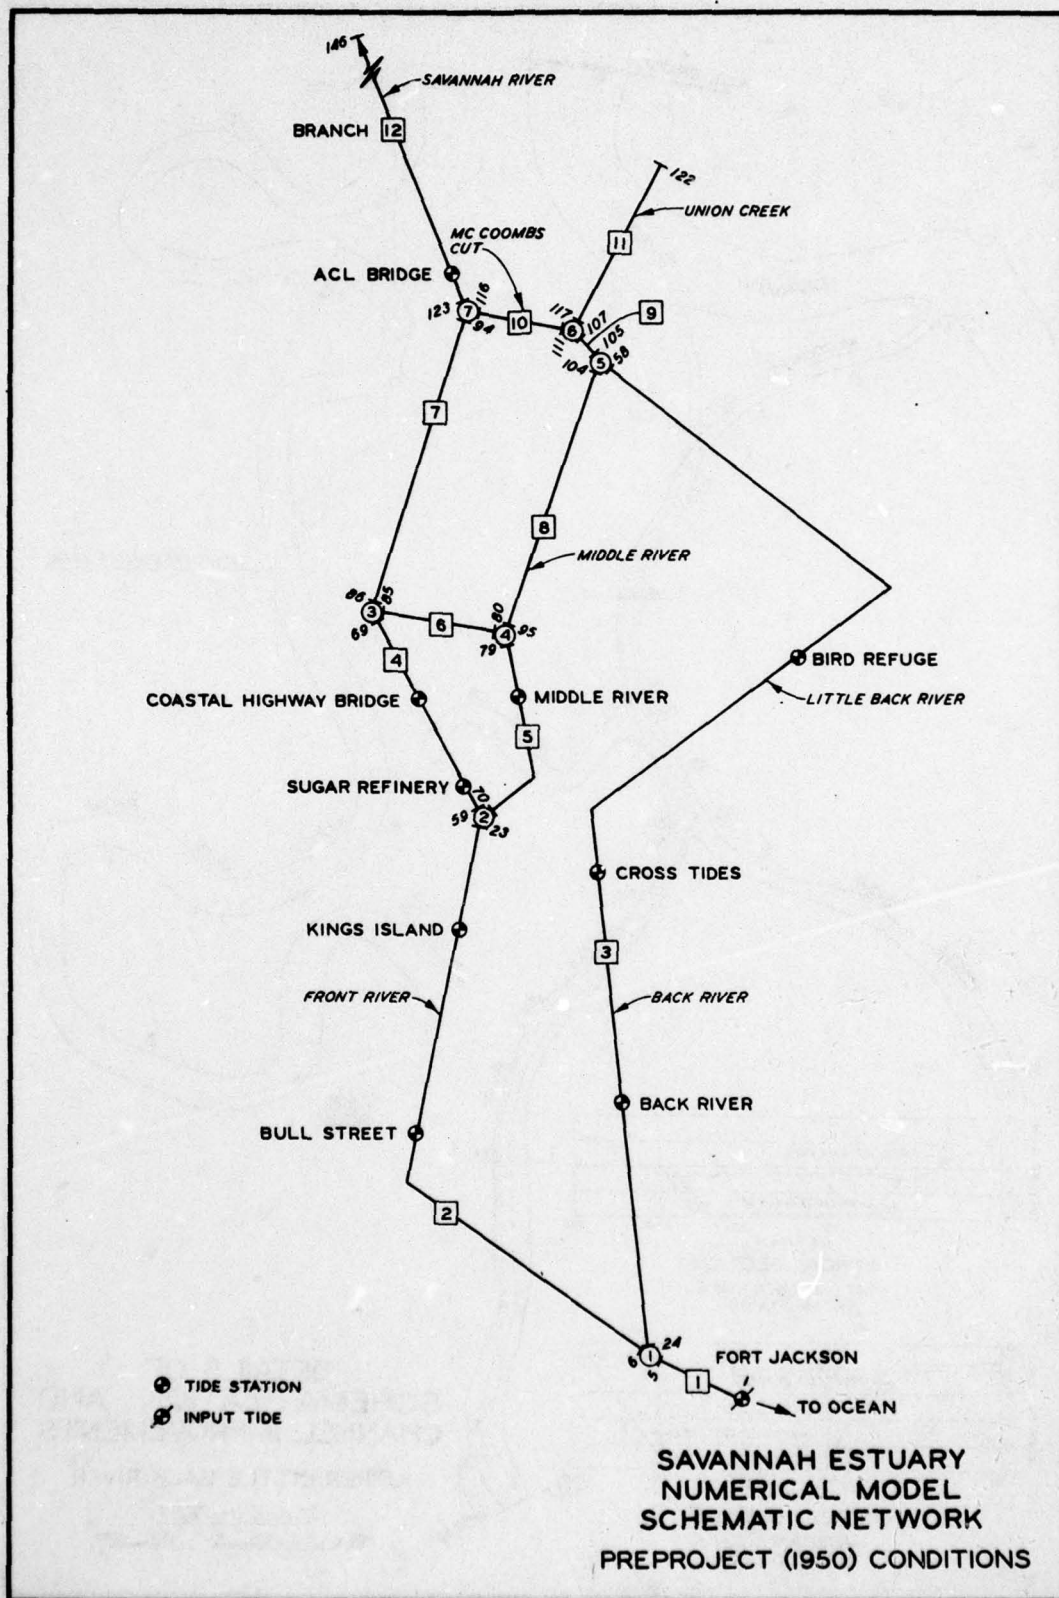 146
SAVANNAH RIVER
BRANCH 12
122
UNION CREEK
11
MC COOMBS
CUT
ACL BRIDGE
116
123 7
94
10
117
6 107
111
9
105
104 5 58
7
8
MIDDLE RIVER
86 85
3
69
6
80
4 95
79
4
BIRD REFUGE
LITTLE BACK RIVER
COASTAL HIGHWAY BRIDGE
MIDDLE RIVER
5
SUGAR REFINERY
70
59 2 23
CROSS TIDES
KINGS ISLAND
3
FRONT RIVER
BACK RIVER
BACK RIVER
BULL STREET
2
24
6 1
5
FORT JACKSON
1
1
TO OCEAN
TIDE STATION
INPUT TIDE
SAVANNAH ESTUARY
NUMERICAL MODEL
SCHEMATIC NETWORK
PREPROJECT (1950) CONDITIONS